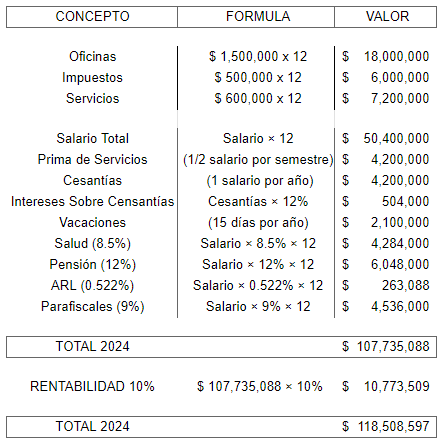 CONCEPTO FORMULA VALOR
Oficinas $ 1,500,000 x 12 $ 18,000,000
Impuestos $ 500,000 x 12 $ 6,000,000
Servicios $ 600,000 x 12 $ 7,200,000
Salario Total Salario × 12 $ 50,400,000
Prima de Servicios (1/2 salario por semestre) $ 4,200,000
Cesantías (1 salario por año) $ 4,200,000
Intereses Sobre Censantías Cesantías × 12% $ 504,000
Vacaciones (15 días por año) $ 2,100,000
Salud (8.5%) Salario × 8.5% × 12 $ 4,284,000
Pensión (12%) Salario × 12% × 12 $ 6,048,000
ARL (0.522%) Salario × 0.522% × 12 $ 263,088
Parafiscales (9%) Salario × 9% × 12 $ 4,536,000
TOTAL 2024 $ 107,735,088
RENTABILIDAD 10% $ 107,735,088 × 10% $ 10,773,509
TOTAL 2024 $ 118,508,597